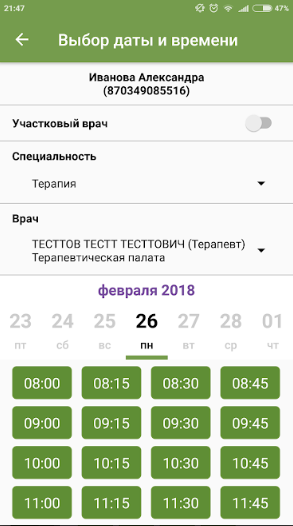 21:47 47%
Выбор даты и времени
Иванова Александра
(870349085516)
Участковый врач
Специальность
Терапия
Врач
ТЕСТТОВ ТЕСТТ ТЕСТТОВИЧ (Терапевт)
Терапевтическая палата
февраля 2018
23 24 25 26 27 28 01
пт сб вс пн вт ср чт
08:00 08:15 08:30 08:45
09:00 09:15 09:30 09:45
10:00 10:15 10:30 10:45
11:00 11:15 11:30 11:45